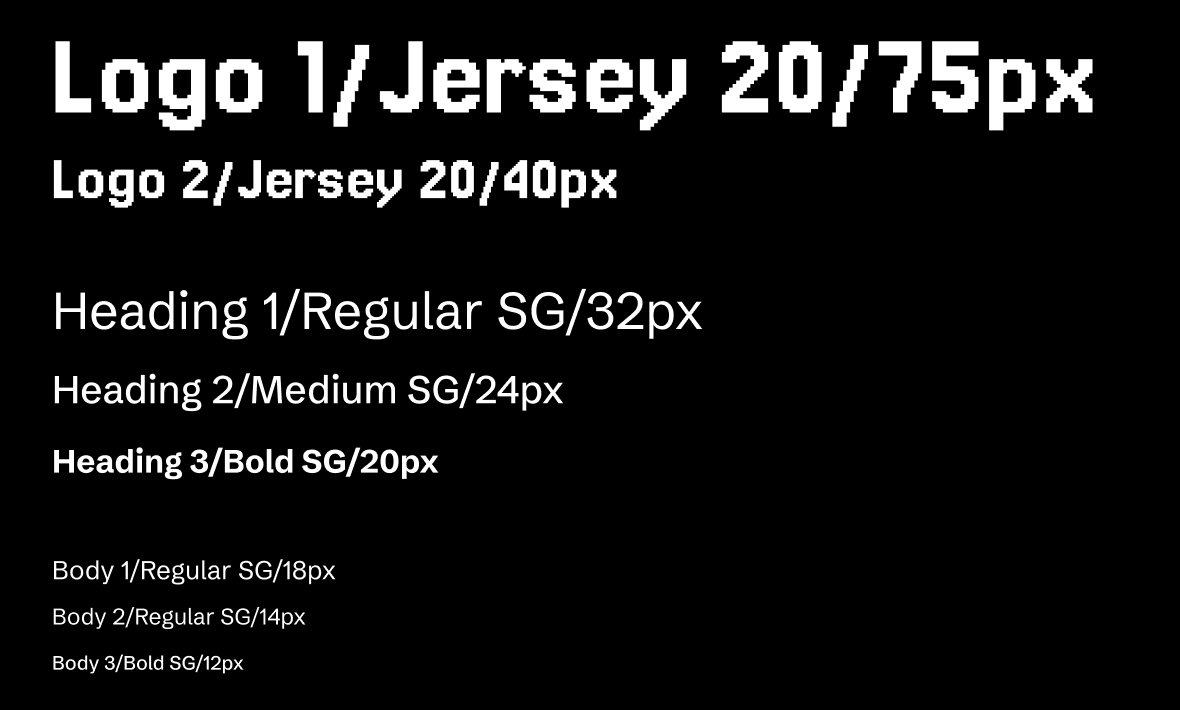 Logo 1/Jersey 20/75px
Logo 2/Jersey 20/40px
Heading 1/Regular SG/32px
Heading 2/Medium SG/24px
Heading 3/Bold SG/20px
Body 1/Regular SG/18px
Body 2/Regular SG/14px
Body 3/Bold SG/12px